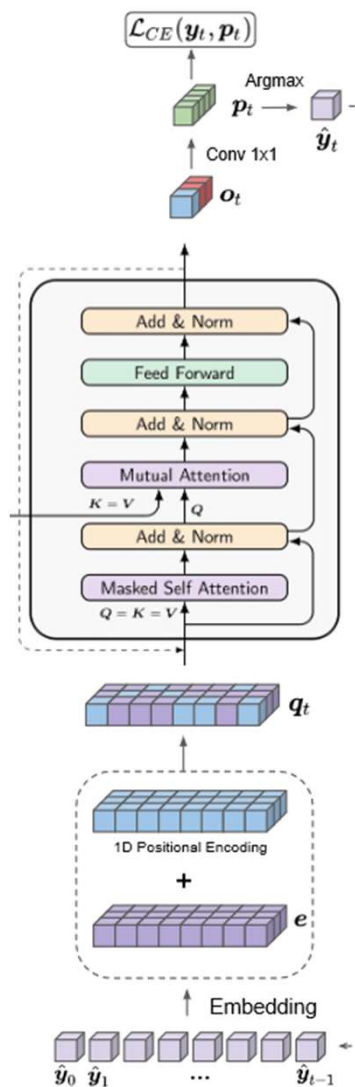 𝓛_CE(y_t, p_t)
Argmax
p_t
ŷ_t
Conv 1x1
o_t
Add & Norm
Feed Forward
Add & Norm
Mutual Attention
K = V
Q
Add & Norm
Masked Self Attention
Q = K = V
q_t
1D Positional Encoding
+
e
Embedding
ŷ_0 ŷ_1 ... ŷ_{t−1}